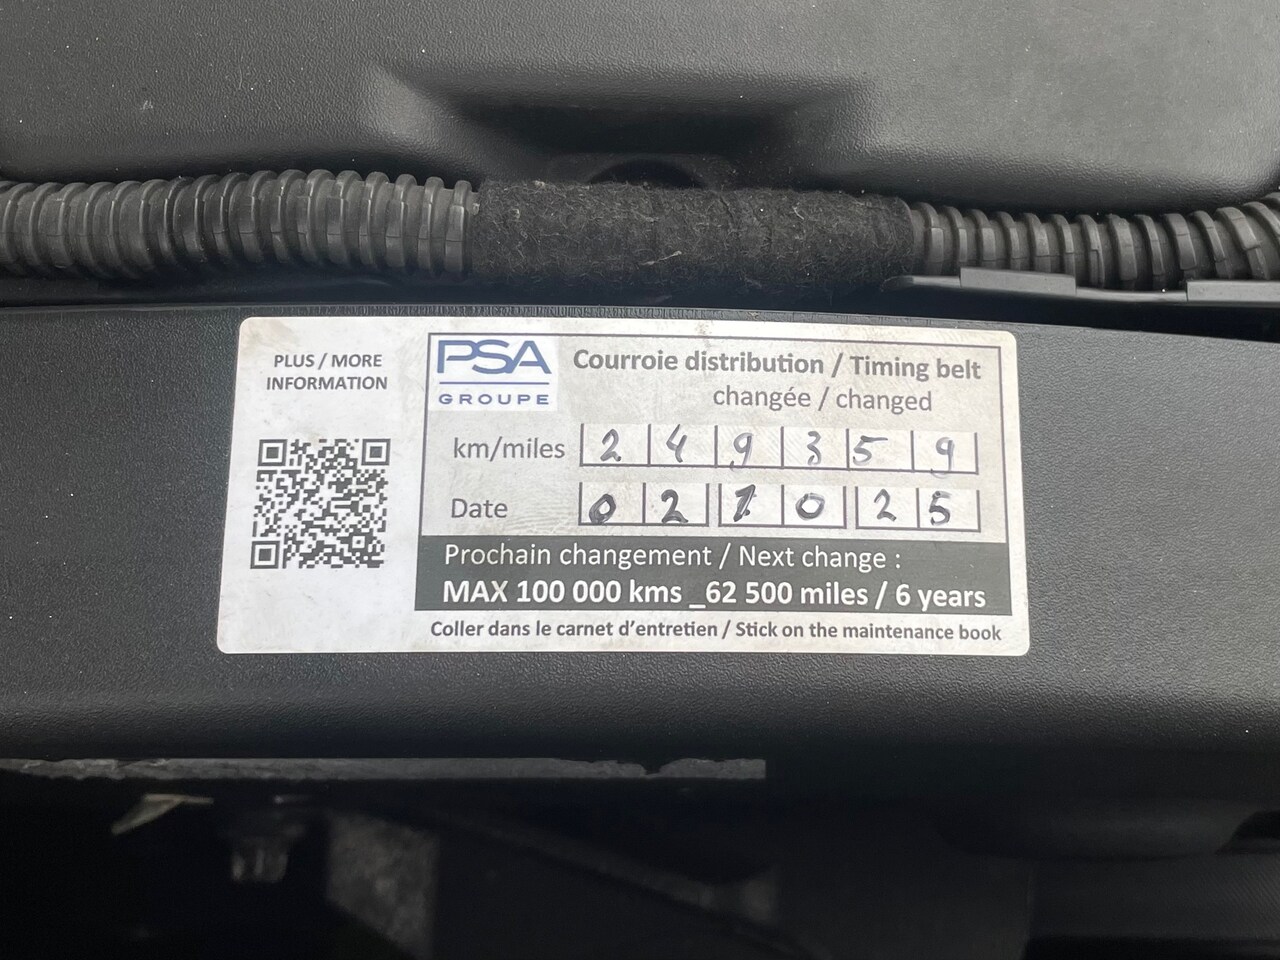 PLUS / MORE
INFORMATION
PSA
GROUPE
Courroie distribution / Timing belt
changée / changed
km/miles 2 4 9 3 5 9
Date 0 2 1 0 2 5
Prochain changement / Next change :
MAX 100 000 kms _62 500 miles / 6 years
Coller dans le carnet d'entretien / Stick on the maintenance book